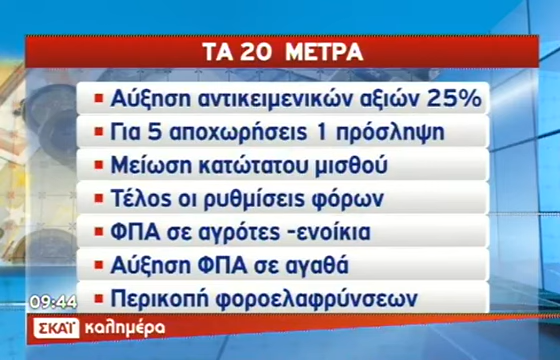 ΤΑ 20 ΜΕΤΡΑ
Αύξηση αντικειμενικών αξιών 25%
Για 5 αποχωρήσεις 1 πρόσληψη
Μείωση κατώτατου μισθού
Τέλος οι ρυθμίσεις φόρων
ΦΠΑ σε αγρότες -ενοίκια
Αύξηση ΦΠΑ σε αγαθά
Περικοπή φοροελαφρύνσεων
09:44
ΣΚΑΪ καλημέρα